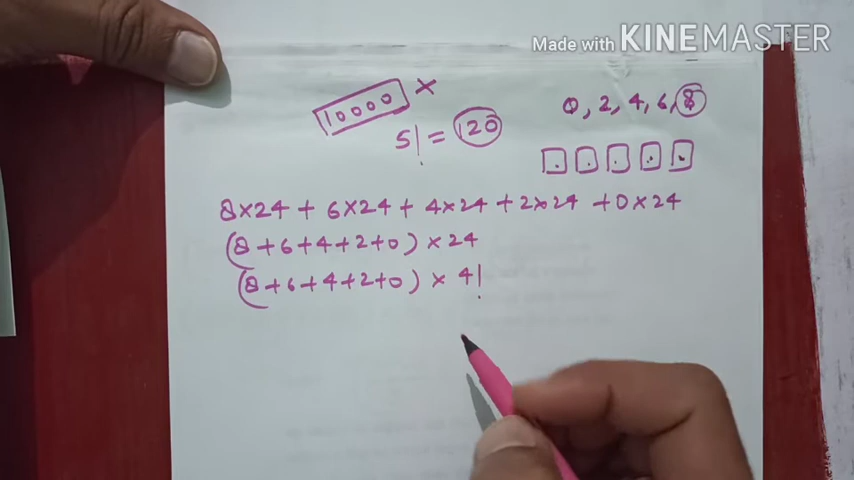 Made with KINEMASTER
10000 ×
0, 2, 4, 6, 8
5! = 120
8×24 + 6×24 + 4×24 + 2×24 + 0×24
(8+6+4+2+0) × 24
(8+6+4+2+0) × 4!